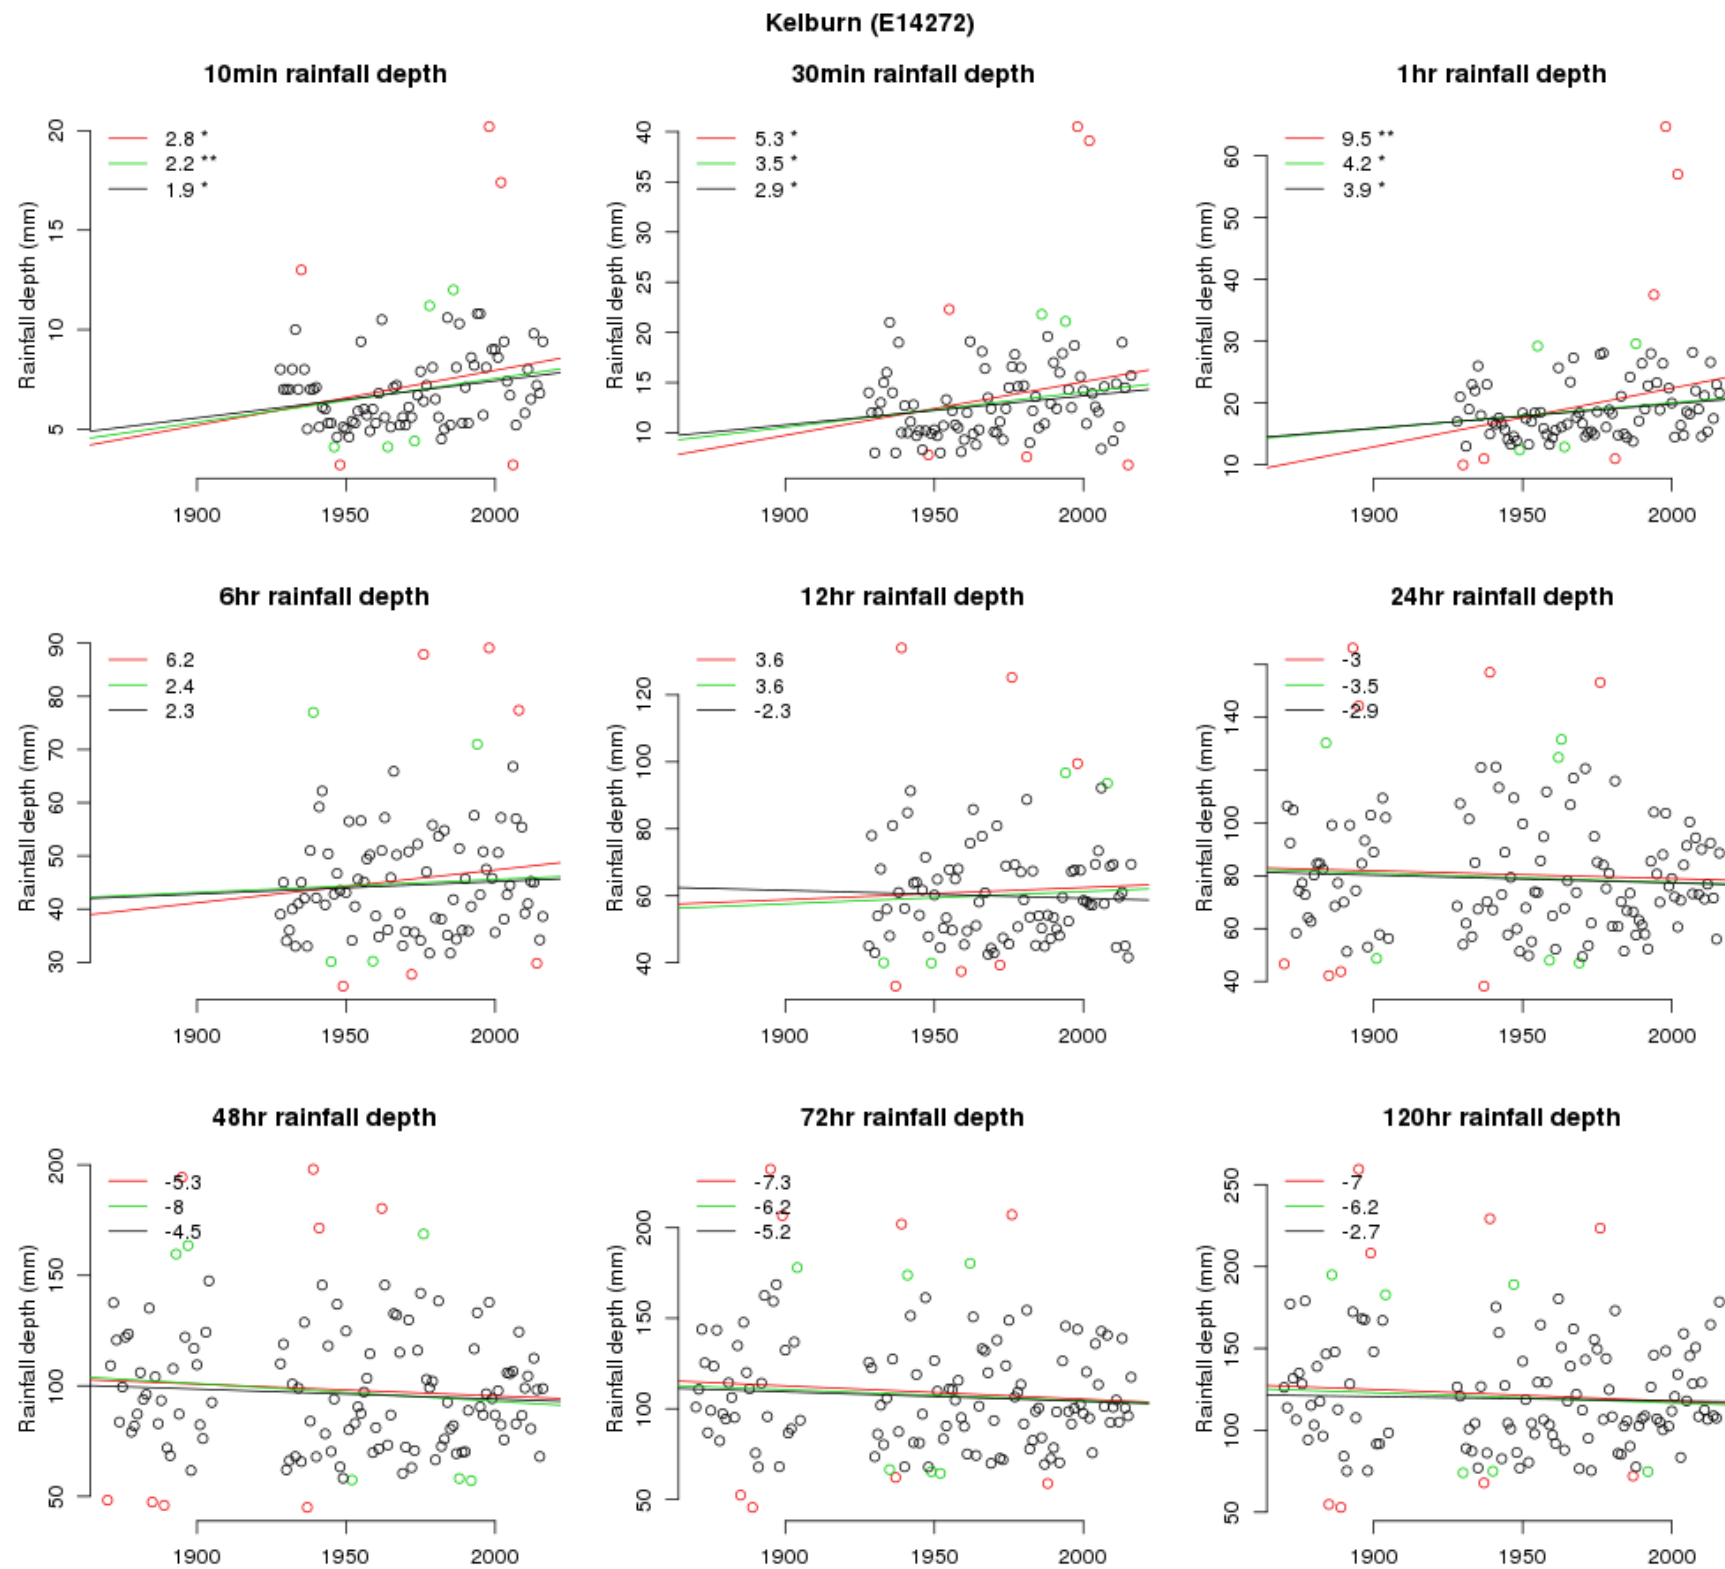 Kelburn (E14272)
10min rainfall depth
Rainfall depth (mm)
20
15
10
5
2.8 *
2.2 **
1.9 *
1900 1950 2000
30min rainfall depth
Rainfall depth (mm)
40
35
30
25
20
15
10
5.3 *
3.5 *
2.9 *
1900 1950 2000
1hr rainfall depth
Rainfall depth (mm)
60
50
40
30
20
10
9.5 **
4.2 *
3.9 *
1900 1950 2000
6hr rainfall depth
Rainfall depth (mm)
90
80
70
60
50
40
30
6.2
2.4
2.3
1900 1950 2000
12hr rainfall depth
Rainfall depth (mm)
120
100
80
60
40
3.6
3.6
-2.3
1900 1950 2000
24hr rainfall depth
Rainfall depth (mm)
140
100
80
60
40
-3
-3.5
-2.9
1900 1950 2000
48hr rainfall depth
Rainfall depth (mm)
200
150
100
50
-5.3
-8
-4.5
1900 1950 2000
72hr rainfall depth
Rainfall depth (mm)
200
150
100
50
-7.3
-6.2
-5.2
1900 1950 2000
120hr rainfall depth
Rainfall depth (mm)
250
200
150
100
50
-7
-6.2
-2.7
1900 1950 2000